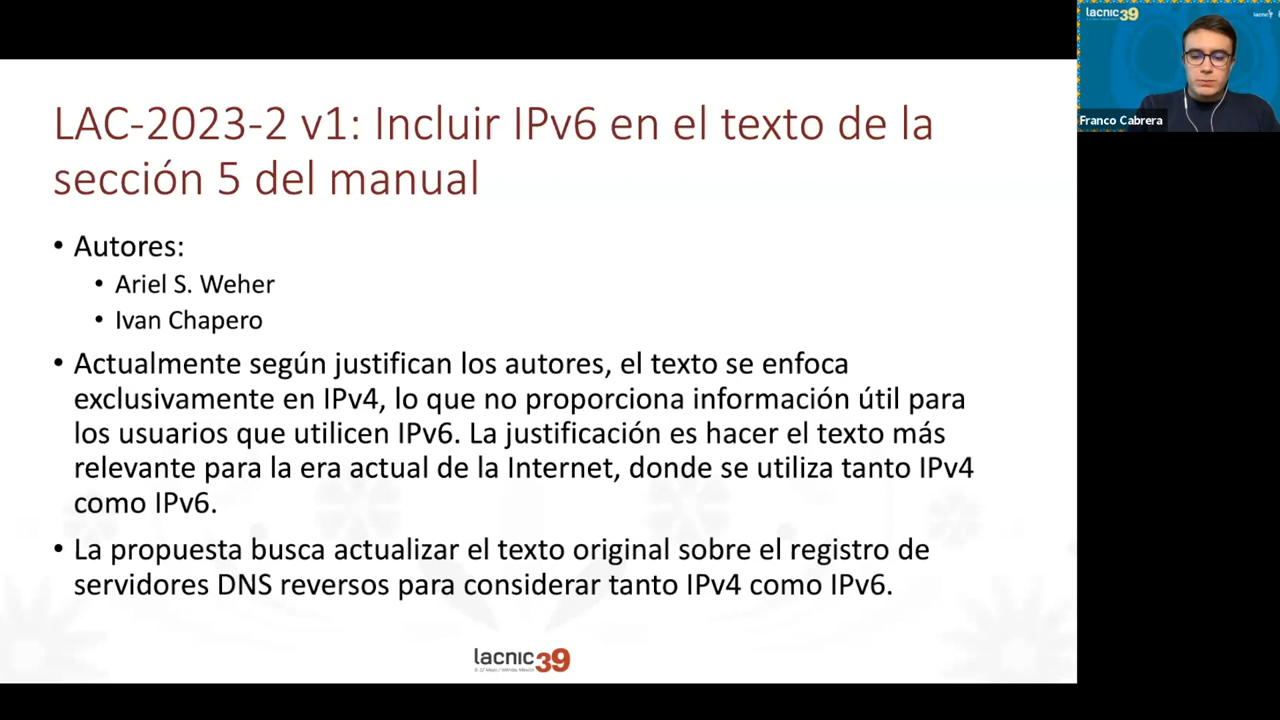 LAC-2023-2 v1: Incluir IPv6 en el texto de la
sección 5 del manual
• Autores:
• Ariel S. Weher
• Ivan Chapero
• Actualmente según justifican los autores, el texto se enfoca
exclusivamente en IPv4, lo que no proporciona información útil para
los usuarios que utilicen IPv6. La justificación es hacer el texto más
relevante para la era actual de la Internet, donde se utiliza tanto IPv4
como IPv6.
• La propuesta busca actualizar el texto original sobre el registro de
servidores DNS reversos para considerar tanto IPv4 como IPv6.
lacnic39
lacnic39
lacnic
Franco Cabrera